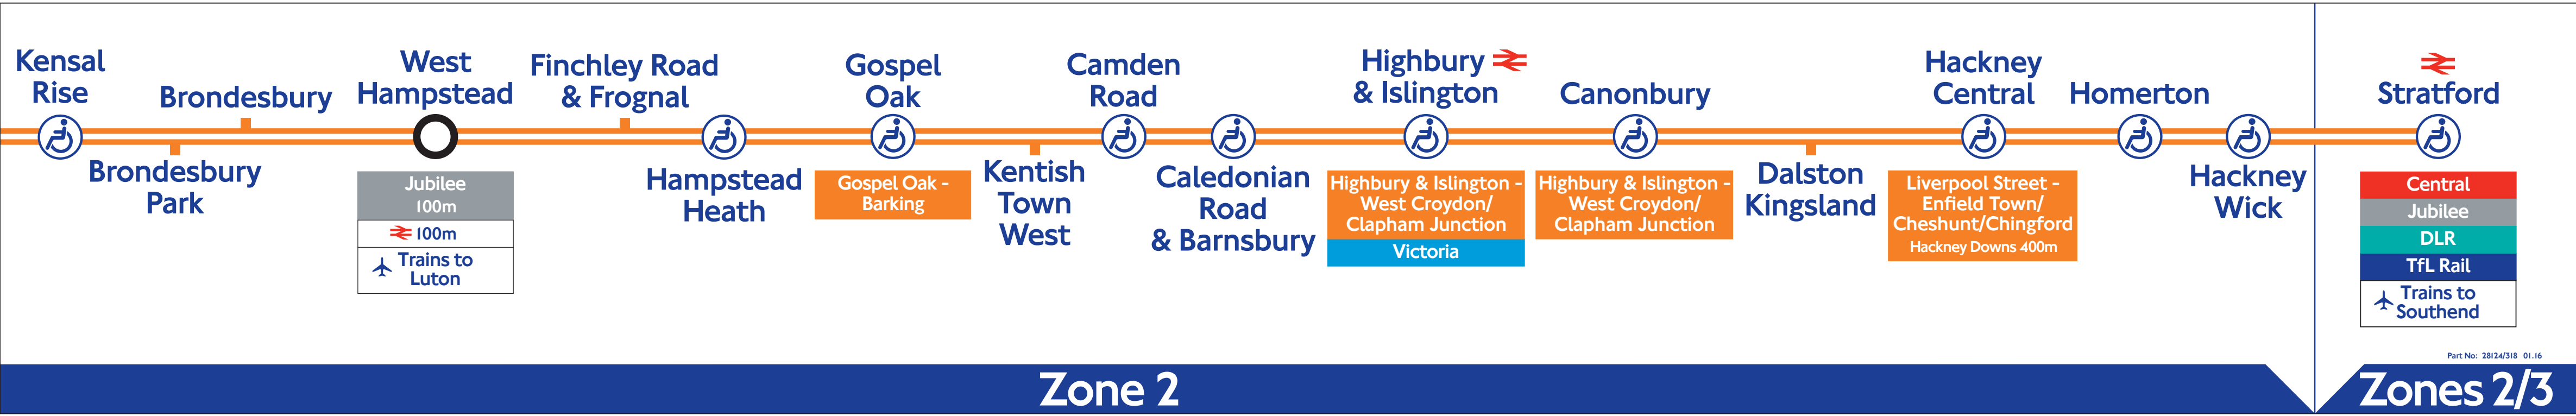 Kensal
Rise
Brondesbury
Park
Brondesbury
West
Hampstead
Jubilee
100m
100m
Trains to
Luton
Finchley Road
& Frognal
Hampstead
Heath
Gospel
Oak
Gospel Oak -
Barking
Kentish
Town
West
Camden
Road
Caledonian
Road
& Barnsbury
Highbury
& Islington
Highbury & Islington -
West Croydon/
Clapham Junction
Victoria
Canonbury
Highbury & Islington -
West Croydon/
Clapham Junction
Dalston
Kingsland
Hackney
Central
Liverpool Street -
Enfield Town/
Cheshunt/Chingford
Hackney Downs 400m
Homerton
Hackney
Wick
Stratford
Central
Jubilee
DLR
TfL Rail
Trains to
Southend
Part No: 28124/318 01.16
Zone 2
Zones 2/3